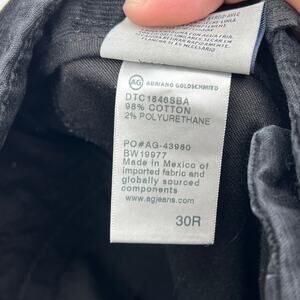 AG ADRIANO GOLDSCHMIED
DTC1846SBA
98% COTTON
2% POLYURETHANE
PO#AG-43980
BW19977
Made in Mexico of
imported fabric and
globally sourced
components
www.agjeans.com
30R